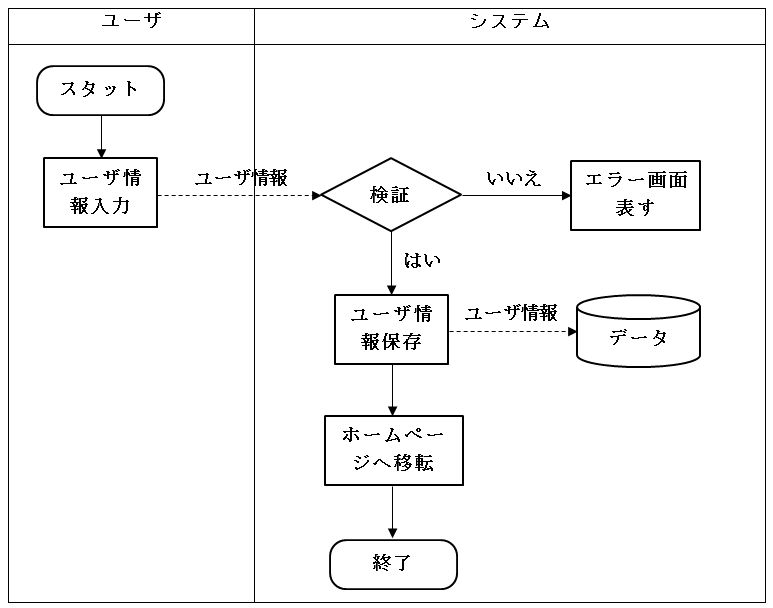 ユーザ
システム
スタット
ユーザ情
報入力
ユーザ情報
検証
いいえ
エラー画面
表す
はい
ユーザ情
報保存
ユーザ情報
データ
ホームペー
ジへ移転
終了